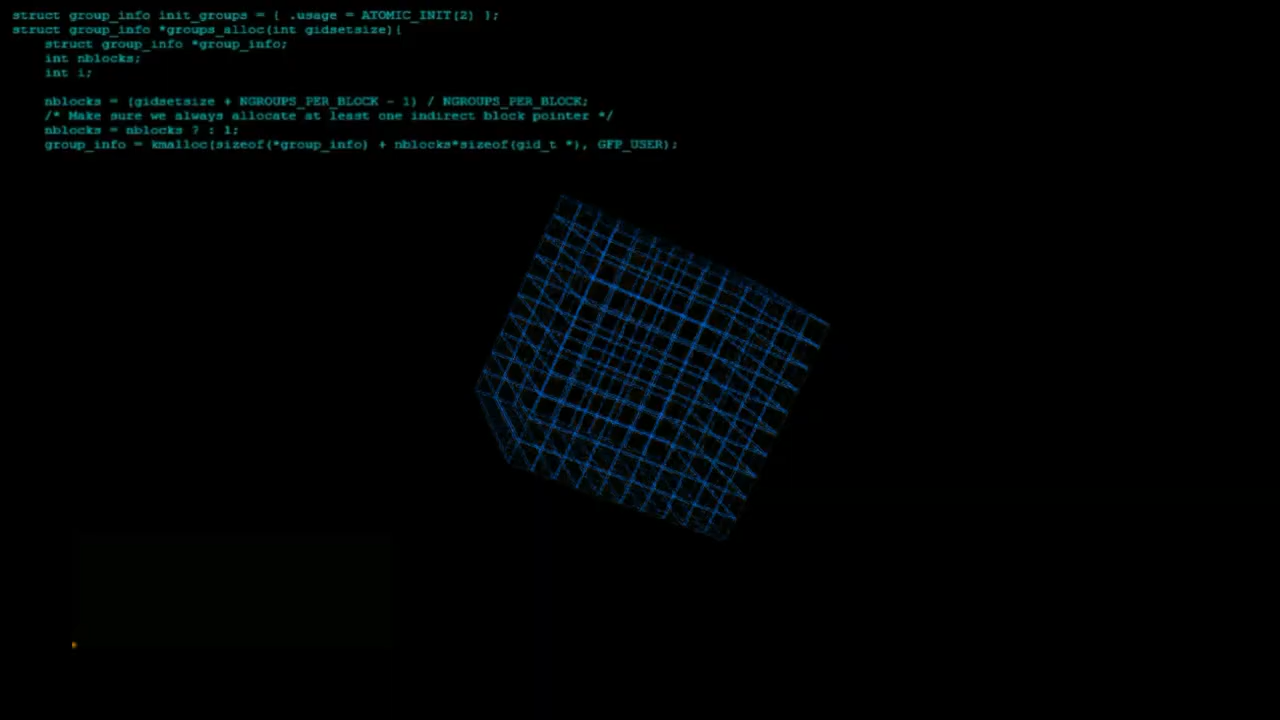 struct group_info init_groups = { .usage = ATOMIC_INIT(2) };
struct group_info *groups_alloc(int gidsetsize){
struct group_info *group_info;
int nblocks;
int i;
nblocks = (gidsetsize + NGROUPS_PER_BLOCK - 1) / NGROUPS_PER_BLOCK;
/* Make sure we always allocate at least one indirect block pointer */
nblocks = nblocks ? : 1;
group_info = kmalloc(sizeof(*group_info) + nblocks*sizeof(gid_t *), GFP_USER);